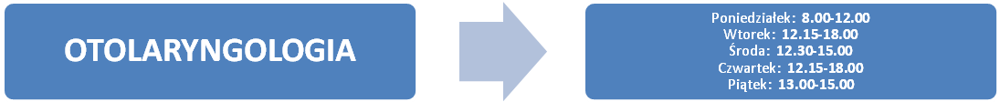 OTOLARYNGOLOGIA
Poniedziałek: 8.00-12.00
Wtorek: 12.15-18.00
Środa: 12.30-15.00
Czwartek: 12.15-18.00
Piątek: 13.00-15.00